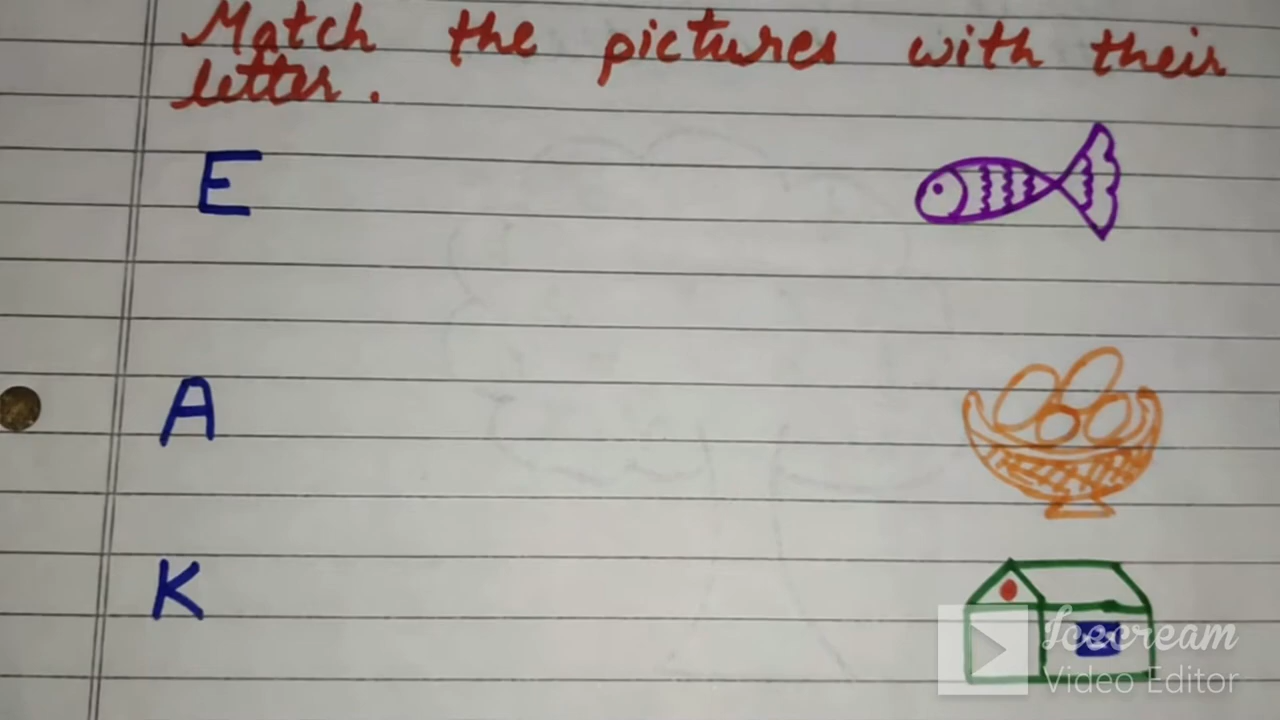 Match the pictures with their
letter.
E
A
K
Icecream
Video Editor